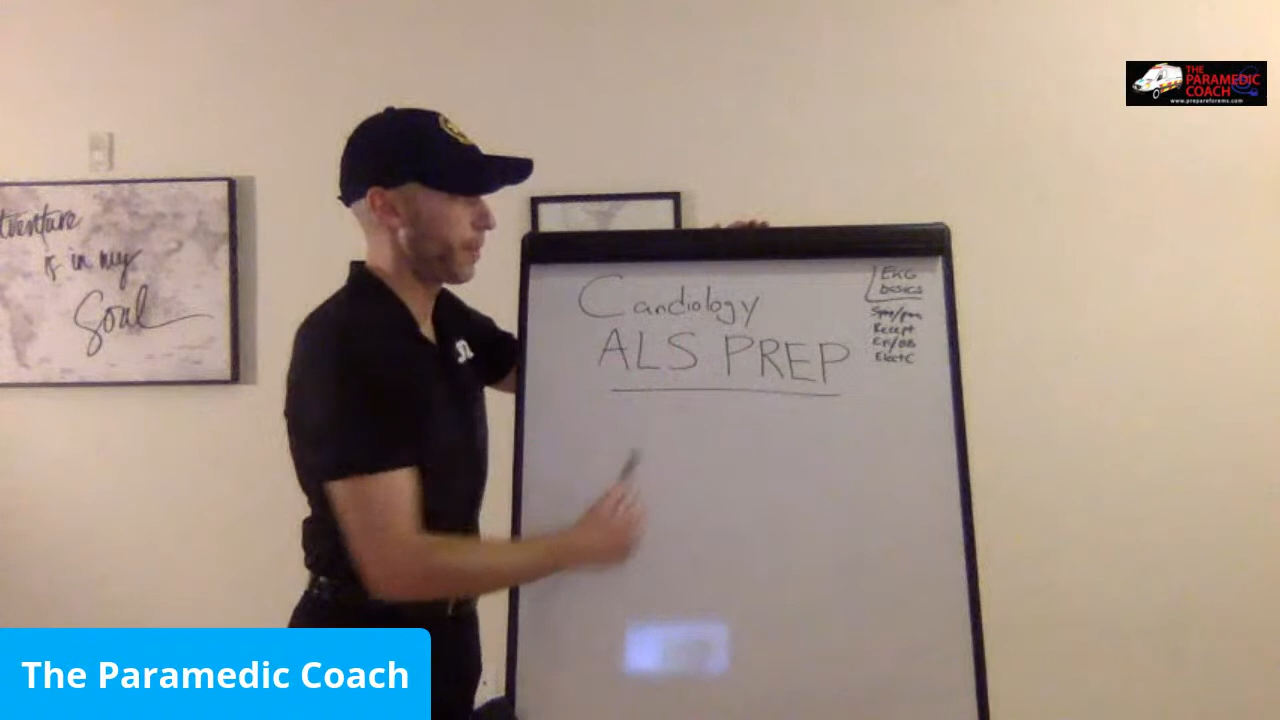 THE
PARAMEDIC
COACH
www.prepareforems.com
Adventure
is in my
Soul
Cardiology
ALS PREP
EKG
basics
Recept
Electc
The Paramedic Coach